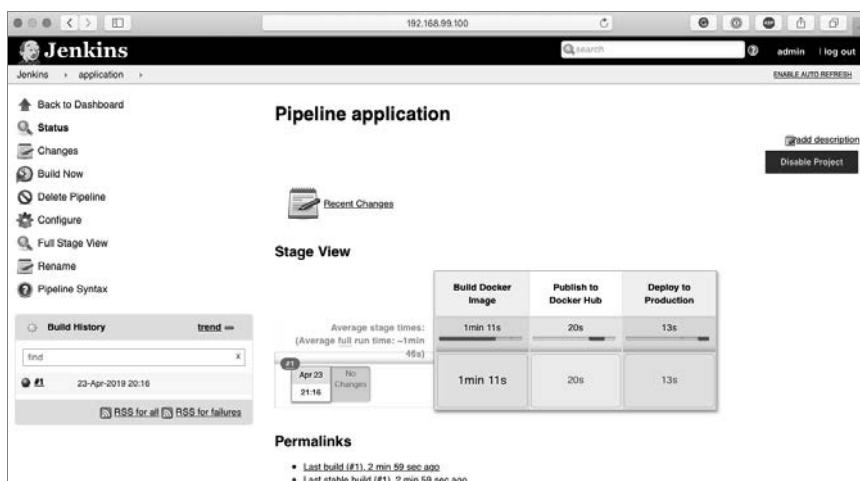 192.168.99.100
Jenkins
search
admin
log out
Jenkins
application
ENABLE AUTO REFRESH
Back to Dashboard
Status
Changes
Build Now
Delete Pipeline
Configure
Full Stage View
Rename
Pipeline Syntax
Build History
trend
find
x
#1
23-Apr-2019 20:16
RSS for all
RSS for failures
Pipeline application
add description
Disable Project
Recent Changes
Stage View
Average stage times:
(Average full run time: ~1min
46s)
Build Docker
Image
Publish to
Docker Hub
Deploy to
Production
1min 11s
20s
13s
#1
Apr 23
21:16
No
Changes
1min 11s
20s
13s
Permalinks
Last build (#1), 2 min 59 sec ago
Last stable build (#1), 2 min 59 sec ago